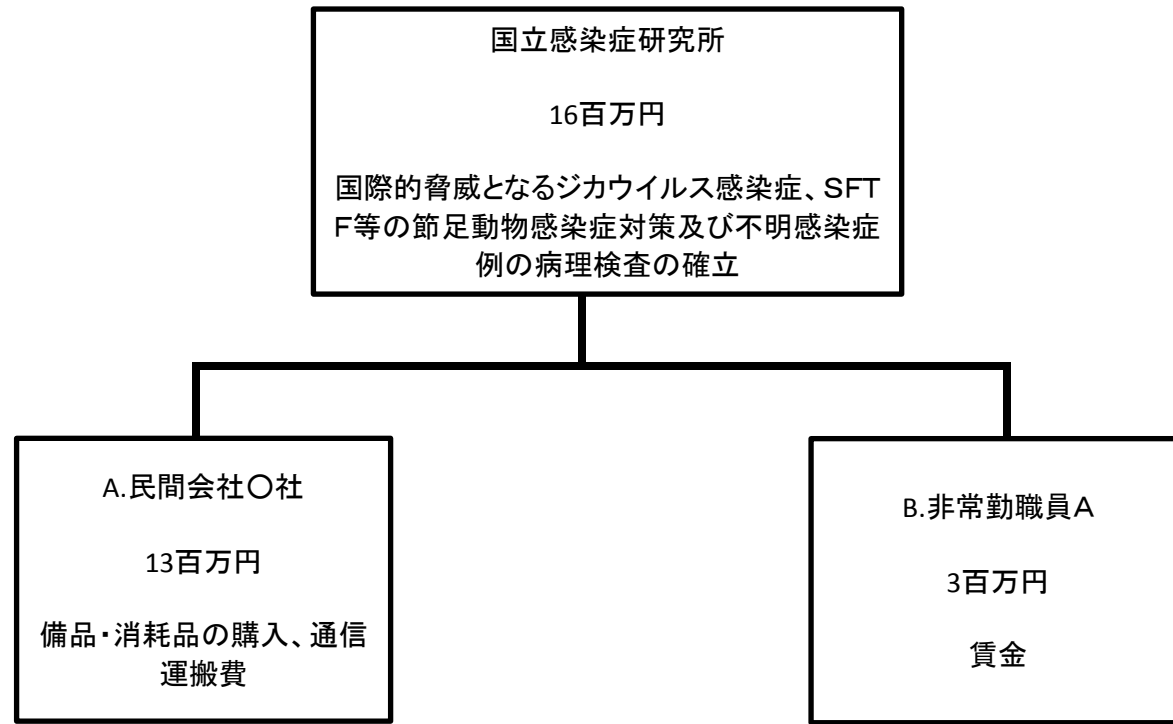 国立感染症研究所
16百万円
国際的脅威となるジカウイルス感染症、ＳＦＴ
Ｆ等の節足動物感染症対策及び不明感染症
例の病理検査の確立
A.民間会社〇社
13百万円
備品・消耗品の購入、通信
運搬費
B.非常勤職員Ａ
3百万円
賃金